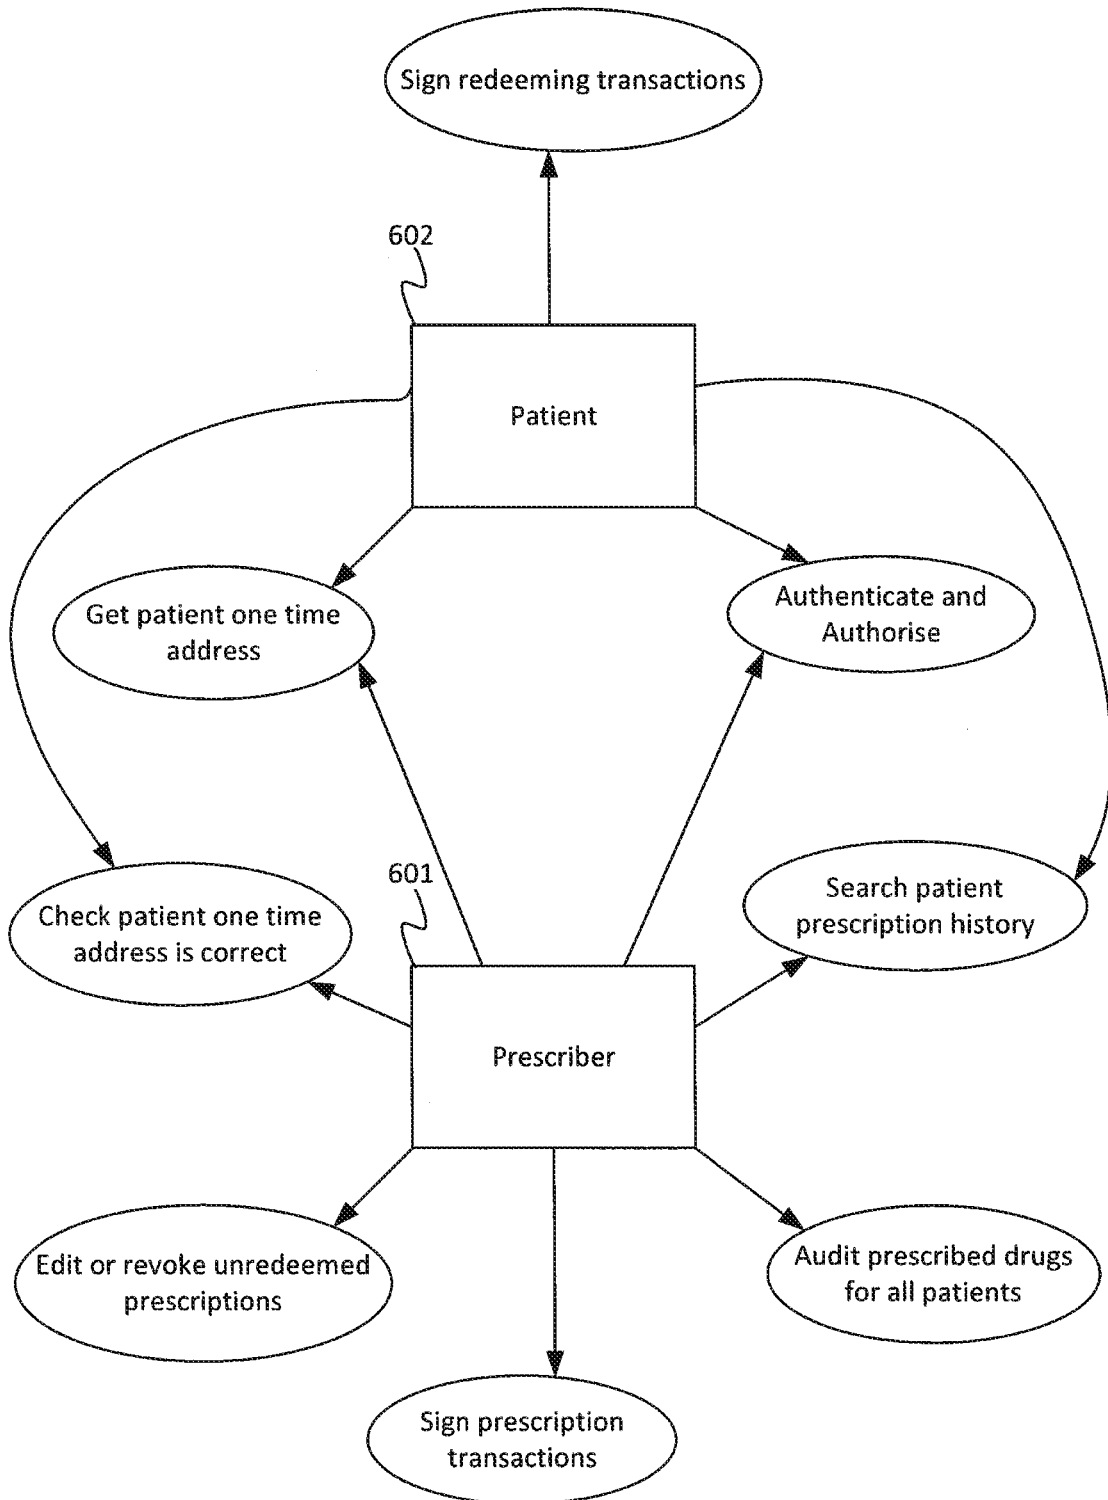 Sign redeeming transactions
602
Patient
Get patient one time
address
Authenticate and
Authorise
Check patient one time
address is correct
601
Search patient
prescription history
Prescriber
Edit or revoke unredeemed
prescriptions
Audit prescribed drugs
for all patients
Sign prescription
transactions